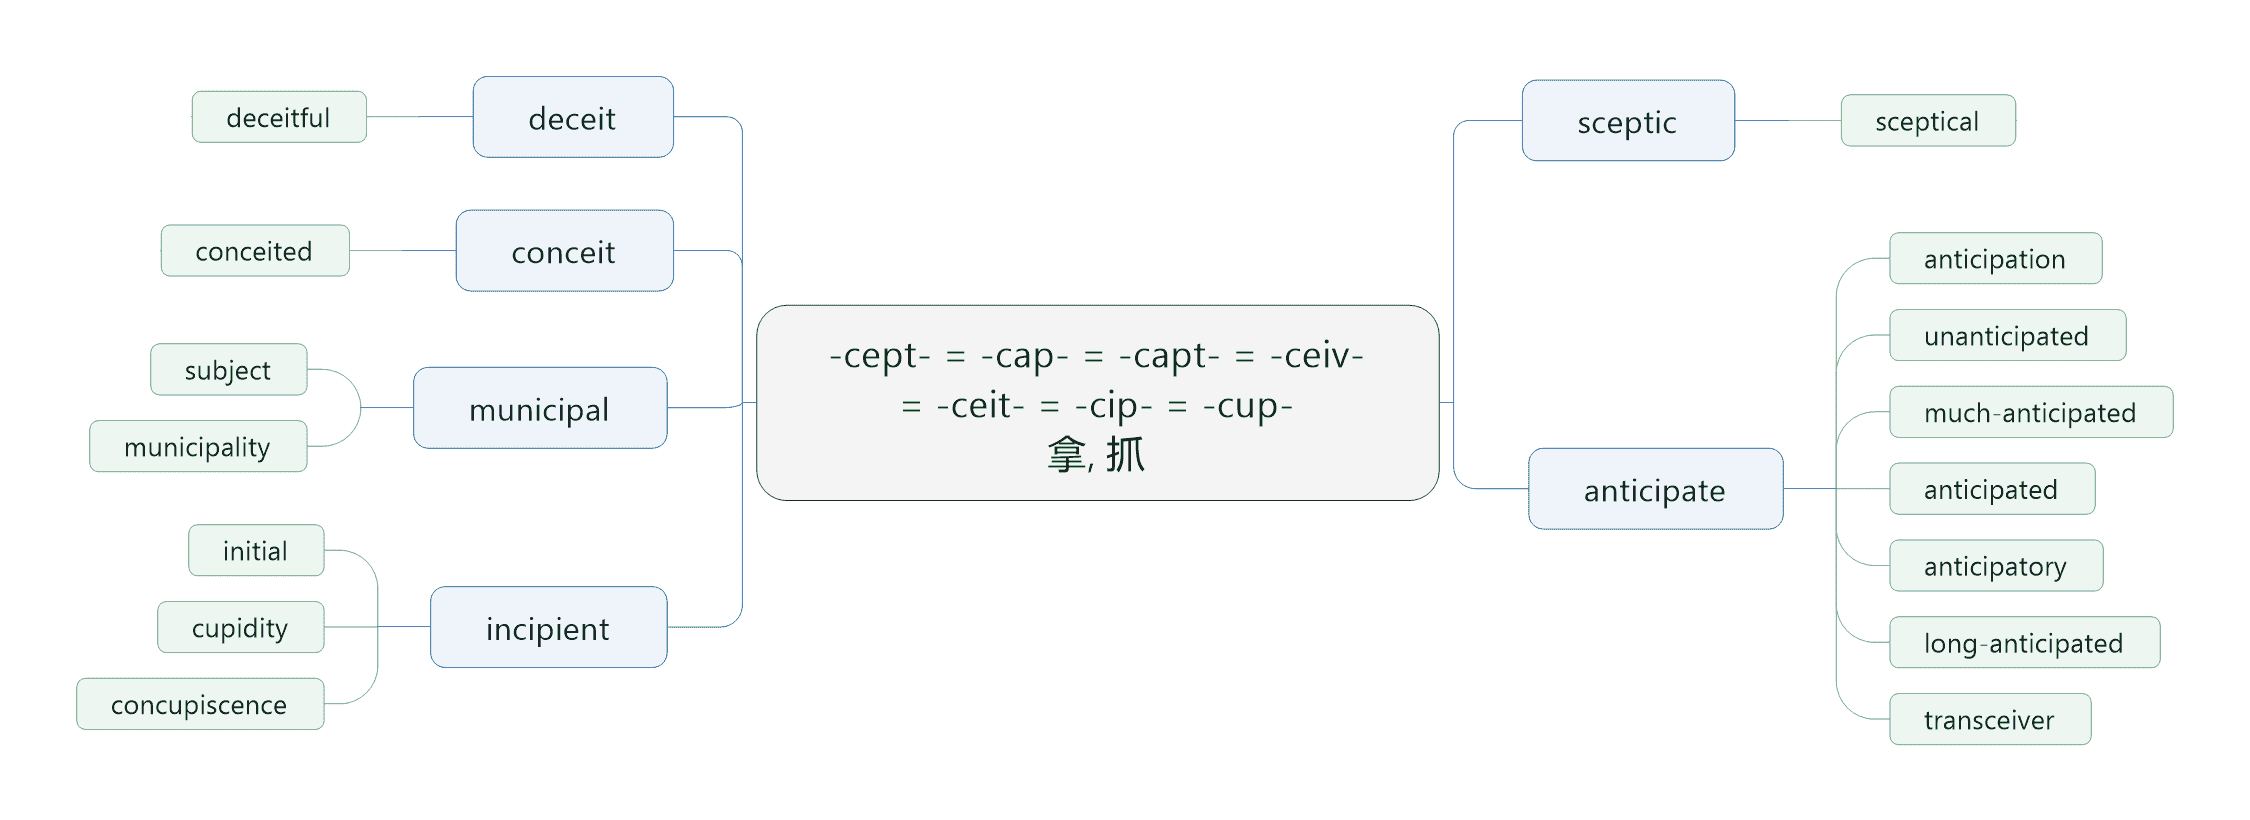 deceitful
deceit
conceited
conceit
subject
municipality
municipal
initial
cupidity
concupiscence
incipient
-cept- = -cap- = -capt- = -ceiv-
= -ceit- = -cip- = -cup-
拿, 抓
sceptic
sceptical
anticipate
anticipation
unanticipated
much-anticipated
anticipated
anticipatory
long-anticipated
transceiver